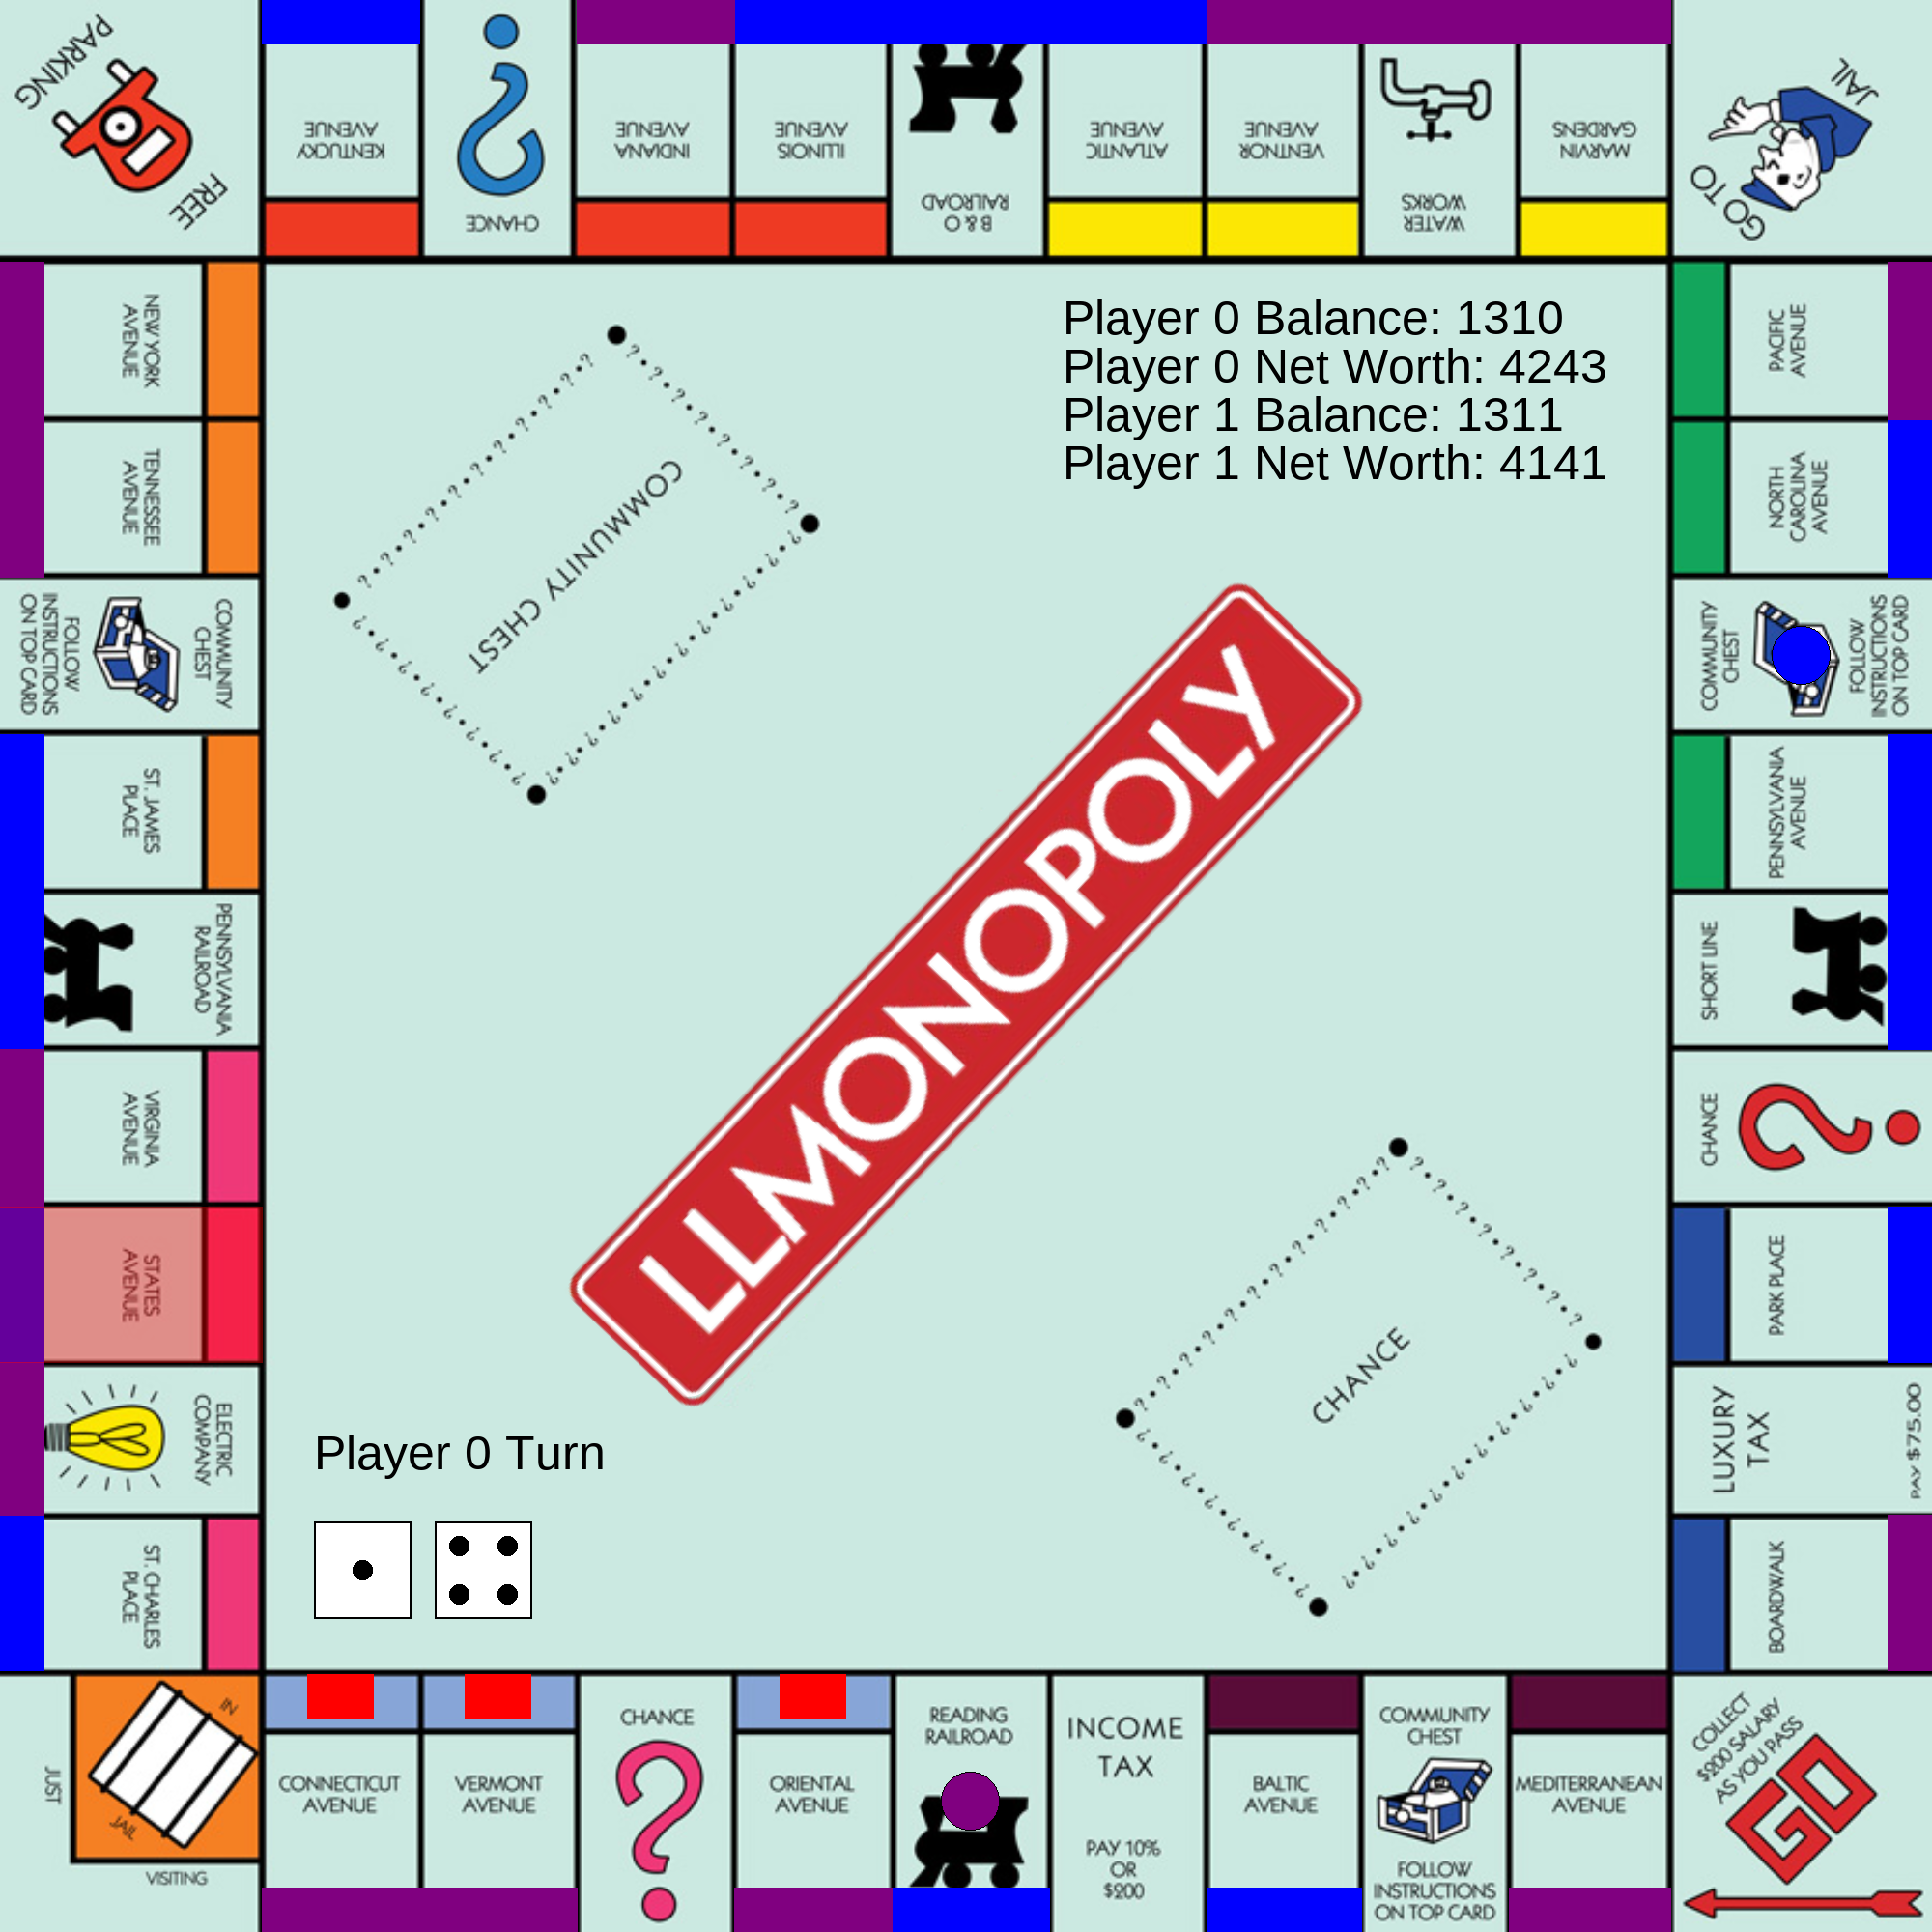 PARKING
FREE
KENTUCKY
AVENUE
CHANCE
INDIANA
AVENUE
ILLINOIS
AVENUE
B & O
RAILROAD
ATLANTIC
AVENUE
VENTNOR
AVENUE
WATER
WORKS
MARVIN
GARDENS
GO TO
JAIL
NEW YORK
AVENUE
TENNESSEE
AVENUE
COMMUNITY
CHEST
FOLLOW
INSTRUCTIONS
ON TOP CARD
ST. JAMES
PLACE
PENNSYLVANIA
RAILROAD
VIRGINIA
AVENUE
STATES
AVENUE
ELECTRIC
COMPANY
ST. CHARLES
PLACE
Player 0 Balance: 1310
Player 0 Net Worth: 4243
Player 1 Balance: 1311
Player 1 Net Worth: 4141
COMMUNITY CHEST
LLMONOPOLY
CHANCE
Player 0 Turn
PACIFIC
AVENUE
NORTH
CAROLINA
AVENUE
COMMUNITY
CHEST
FOLLOW
INSTRUCTIONS
ON TOP CARD
PENNSYLVANIA
AVENUE
SHORT LINE
CHANCE
PARK PLACE
LUXURY
TAX
PAY $75.00
BOARDWALK
JUST
VISITING
IN
JAIL
CONNECTICUT
AVENUE
VERMONT
AVENUE
CHANCE
ORIENTAL
AVENUE
READING
RAILROAD
INCOME
TAX
PAY 10%
OR
$200
BALTIC
AVENUE
COMMUNITY
CHEST
FOLLOW
INSTRUCTIONS
ON TOP CARD
MEDITERRANEAN
AVENUE
COLLECT
$200 SALARY
AS YOU PASS
GO